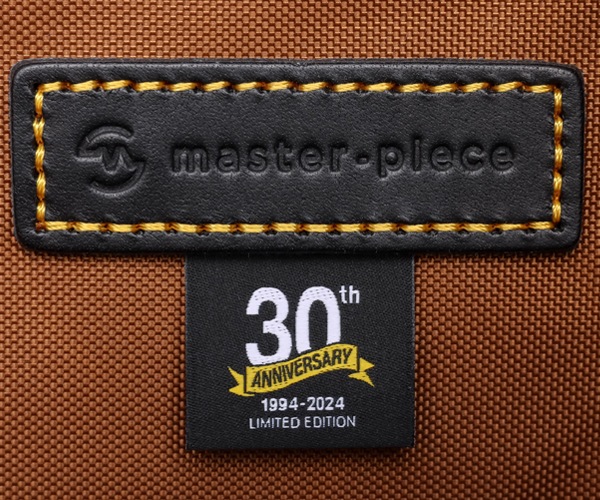 master-piece
30th
ANNIVERSARY
1994-2024
LIMITED EDITION